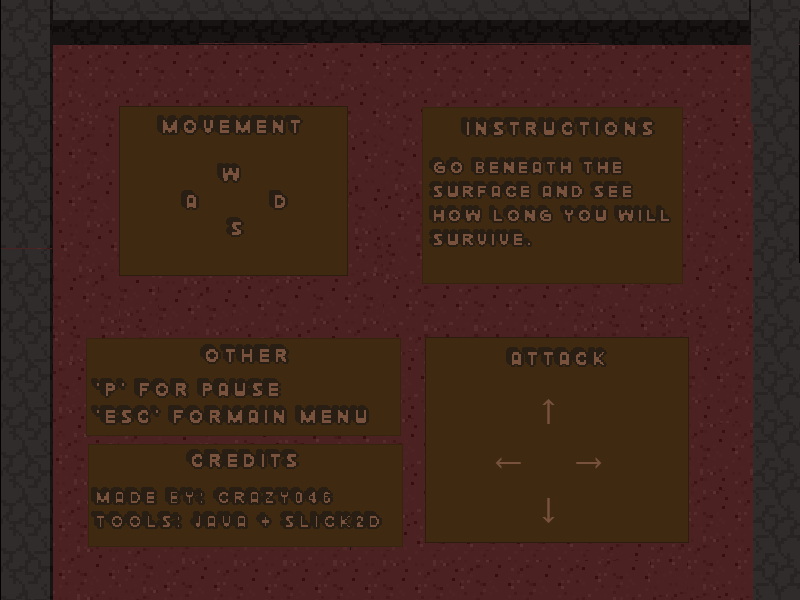 MOVEMENT
W
A D
S
INSTRUCTIONS
GO BENEATH THE
SURFACE AND SEE
HOW LONG YOU WILL
SURVIVE.
OTHER
'P' FOR PAUSE
'ESC' FORMAIN MENU
CREDITS
MADE BY: CRAZY046
TOOLS: JAVA + SLICK2D
ATTACK
↑
← →
↓